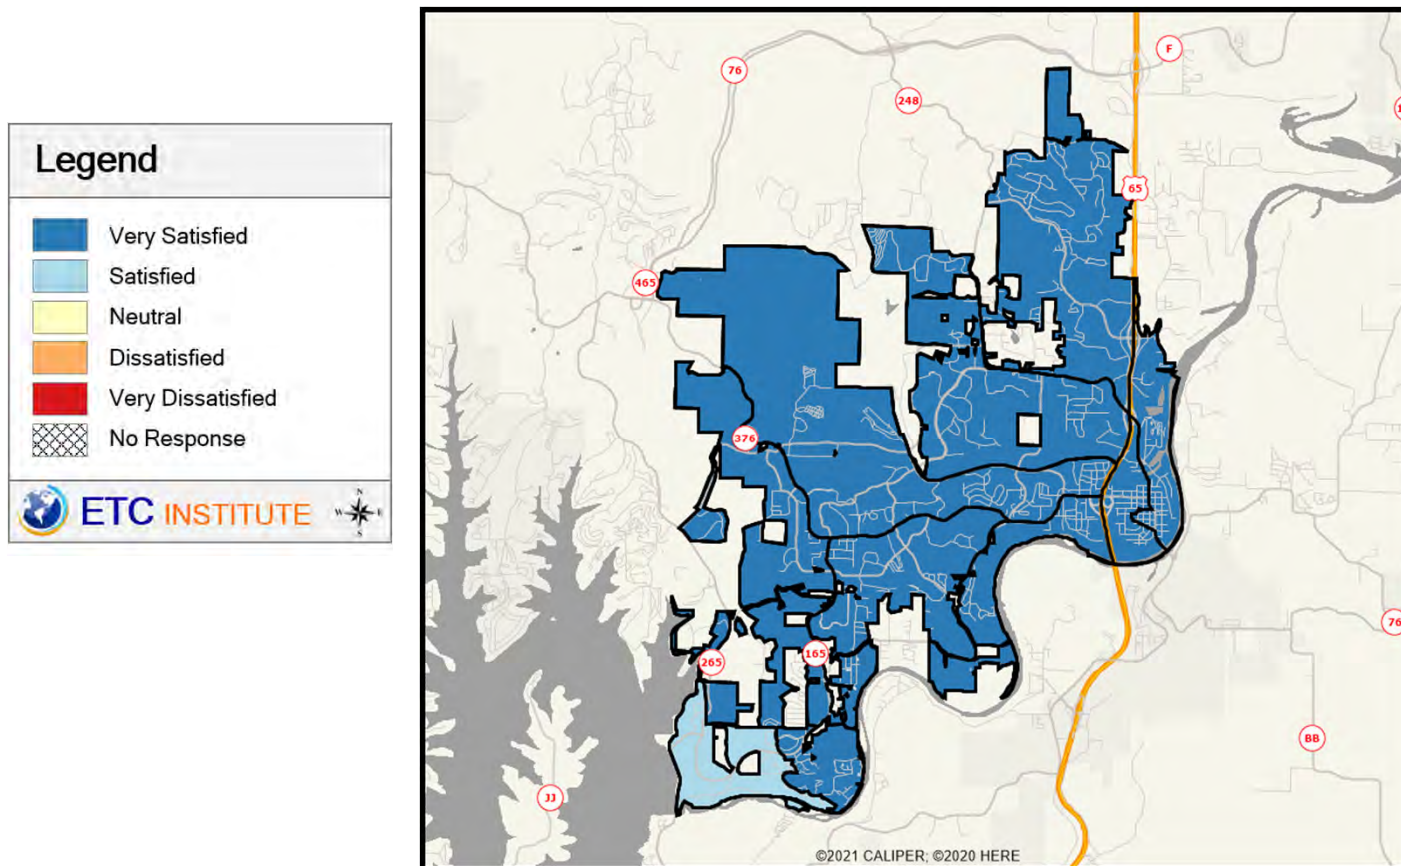 Legend
Very Satisfied
Satisfied
Neutral
Dissatisfied
Very Dissatisfied
No Response
ETC INSTITUTE
N
W E
S
F
76
248
65
465
376
265
165
76
BB
JJ
©2021 CALIPER; ©2020 HERE